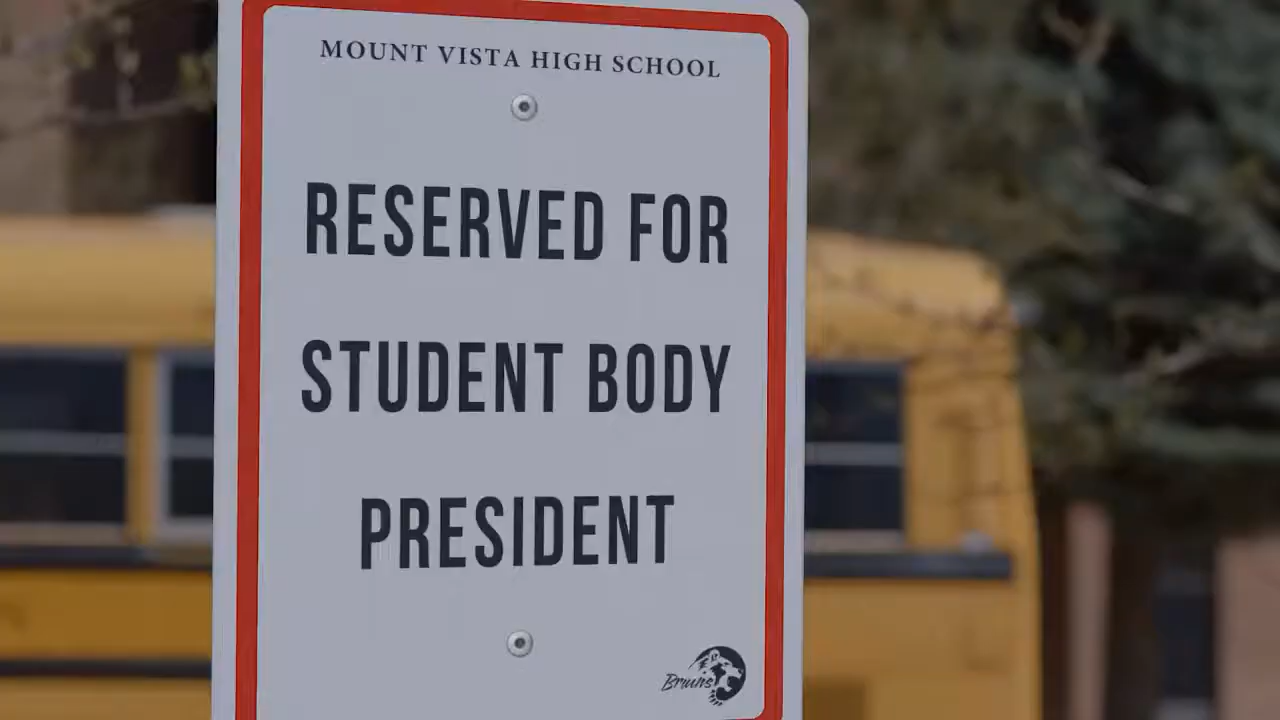 MOUNT VISTA HIGH SCHOOL
RESERVED FOR
STUDENT BODY
PRESIDENT
Bruins